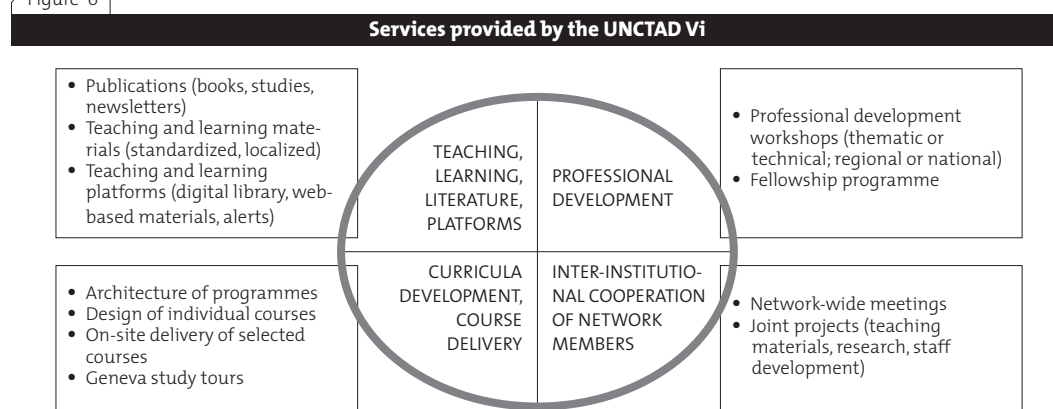 Figure 6
Services provided by the UNCTAD Vi
• Publications (books, studies,
newsletters)
• Teaching and learning mate-
rials (standardized, localized)
• Teaching and learning
platforms (digital library, web-
based materials, alerts)
TEACHING,
LEARNING,
LITERATURE,
PLATFORMS
PROFESSIONAL
DEVELOPMENT
• Professional development
workshops (thematic or
technical; regional or national)
• Fellowship programme
• Architecture of programmes
• Design of individual courses
• On-site delivery of selected
courses
• Geneva study tours
CURRICULA
DEVELOPMENT,
COURSE
DELIVERY
INTER-INSTITUTIO-
NAL COOPERATION
OF NETWORK
MEMBERS
• Network-wide meetings
• Joint projects (teaching
materials, research, staff
development)